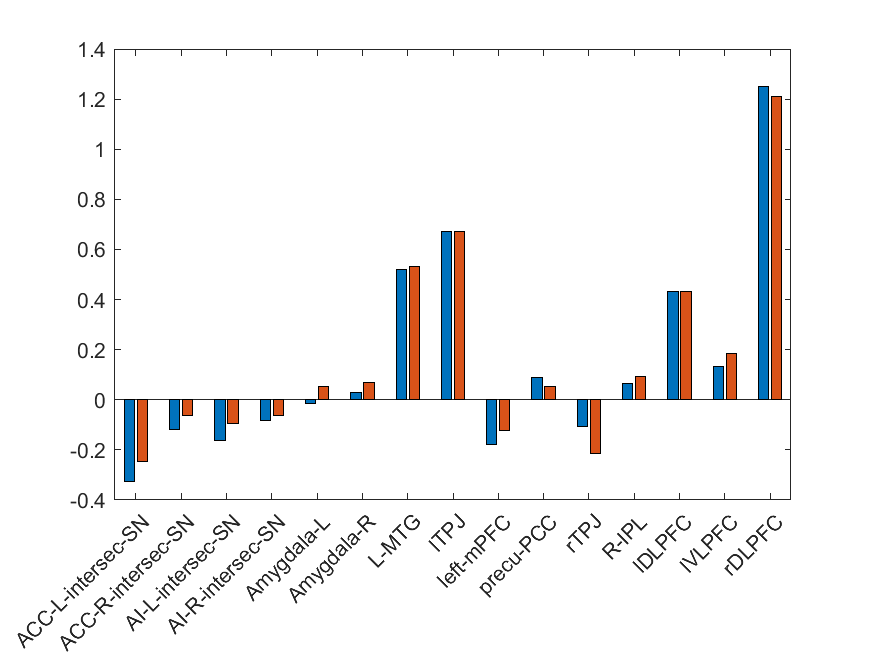 1.4
1.2
1
0.8
0.6
0.4
0.2
0
-0.2
-0.4
ACC-L-intersec-SN
ACC-R-intersec-SN
AI-L-intersec-SN
AI-R-intersec-SN
Amygdala-L
Amygdala-R
L-MTG
lTPJ
left-mPFC
precu-PCC
rTPJ
R-IPL
lDLPFC
lVLPFC
rDLPFC